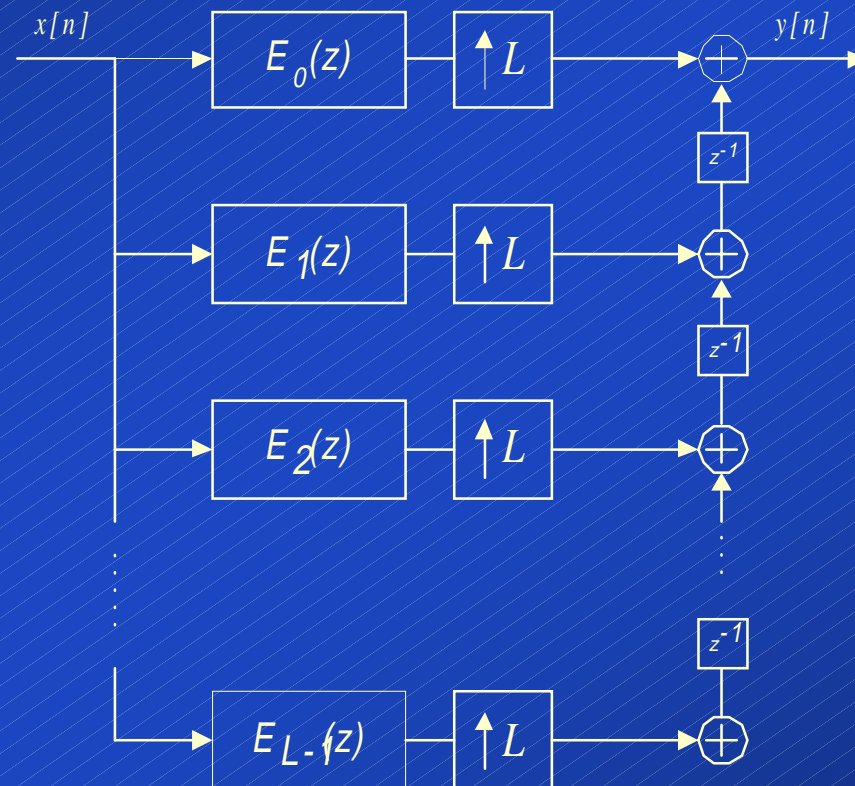 x[n] E0(z) ↑L y[n]
z-1
E1(z) ↑L
z-1
E2(z) ↑L
z-1
EL-1(z) ↑L